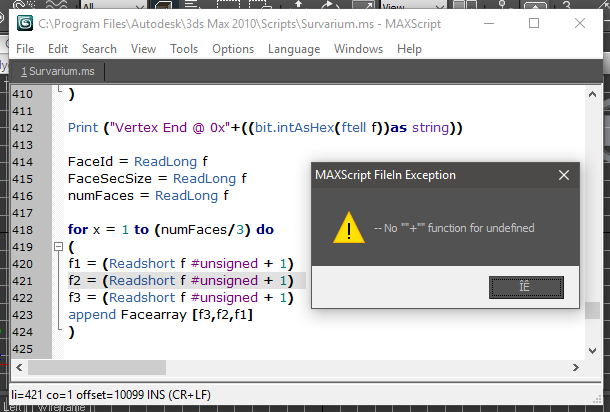 All
View
3
C:\Program Files\Autodesk\3ds Max 2010\Scripts\Survarium.ms - MAXScript
File Edit Search View Tools Options Language Windows Help
1 Survarium.ms
410 )
411
412 Print ("Vertex End @ 0x"+((bit.intAsHex(ftell f))as string))
413
414 FaceId = ReadLong f
415 FaceSecSize = ReadLong f
416 numFaces = ReadLong f
417
418 for x = 1 to (numFaces/3) do
419 (
420 f1 = (Readshort f #unsigned + 1)
421 f2 = (Readshort f #unsigned + 1)
422 f3 = (Readshort f #unsigned + 1)
423 append Facearray [f3,f2,f1]
424 )
425
MAXScript FileIn Exception
-- No ""+"" function for undefined
ÎÊ
li=421 co=1 offset=10099 INS (CR+LF)